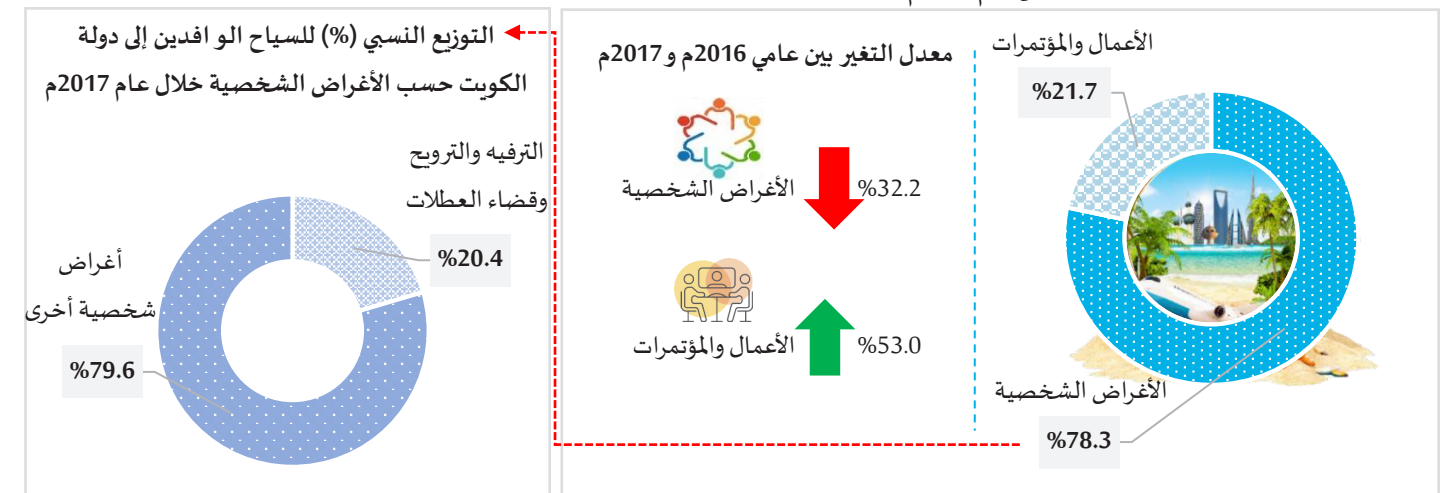 الأعمال والمؤتمرات
%21.7
الأغراض الشخصية
%78.3
معدل التغير بين عامي 2016م و2017م
%32.2
الأغراض الشخصية
%53.0
الأعمال والمؤتمرات
التوزيع النسبي (%) للسياح الو افدين إلى دولة
الكويت حسب الأغراض الشخصية خلال عام 2017م
الترفيه والترويح
وقضاء العطلات
%20.4
أغراض
شخصية أخرى
%79.6